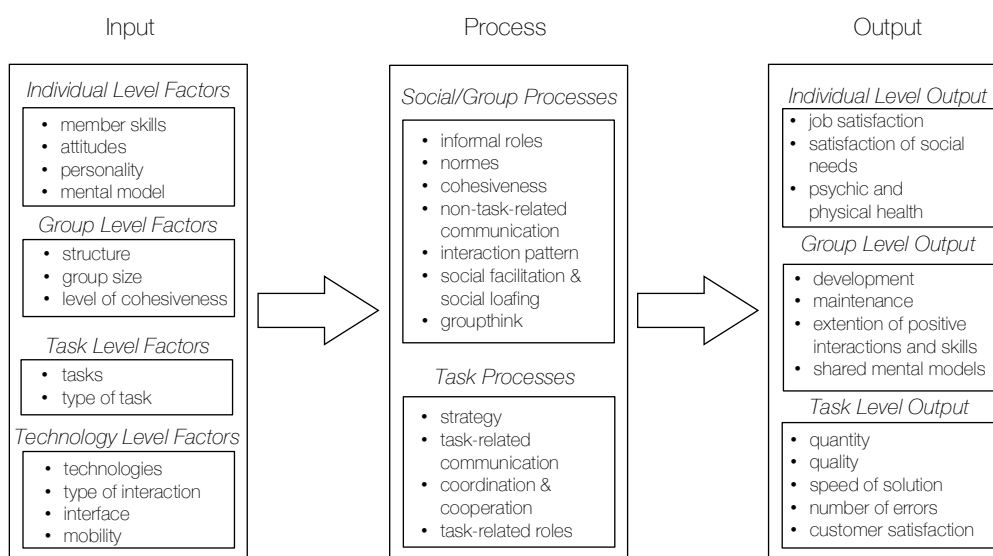 Input
Individual Level Factors
• member skills
• attitudes
• personality
• mental model
Group Level Factors
• structure
• group size
• level of cohesiveness
Task Level Factors
• tasks
• type of task
Technology Level Factors
• technologies
• type of interaction
• interface
• mobility
Process
Social/Group Processes
• informal roles
• normes
• cohesiveness
• non-task-related
communication
• interaction pattern
• social facilitation &
social loafing
• groupthink
Task Processes
• strategy
• task-related
communication
• coordination &
cooperation
• task-related roles
Output
Individual Level Output
• job satisfaction
• satisfaction of social
needs
• psychic and
physical health
Group Level Output
• development
• maintenance
• extention of positive
interactions and skills
• shared mental models
Task Level Output
• quantity
• quality
• speed of solution
• number of errors
• customer satisfaction